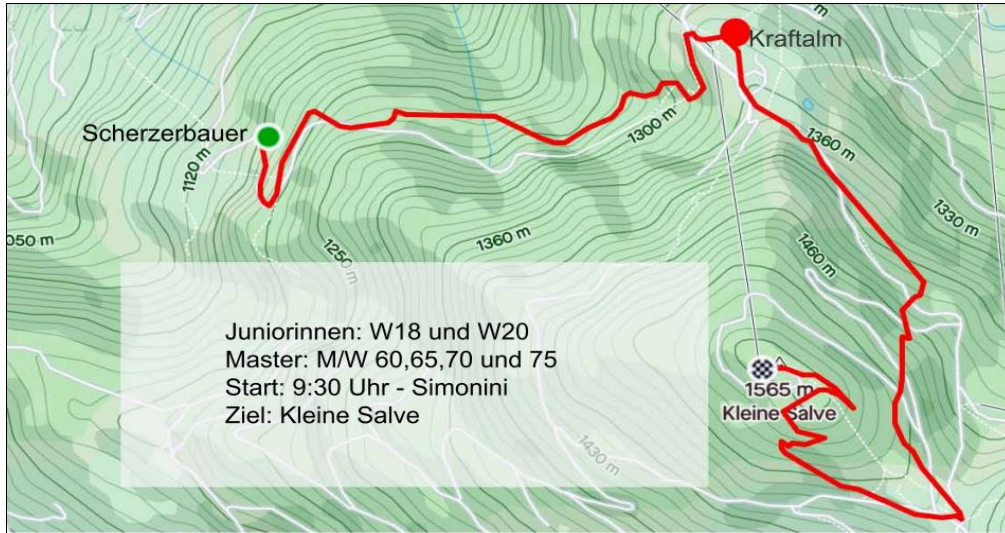 Kraftalm
Scherzerbauer
1300 m
1360 m
1120 m
1330 m
050 m
1250 m
1360 m
1460 m
Juniorinnen: W18 und W20
Master: M/W 60,65,70 und 75
Start: 9:30 Uhr - Simonini
Ziel: Kleine Salve
1565 m
Kleine Salve
1430 m